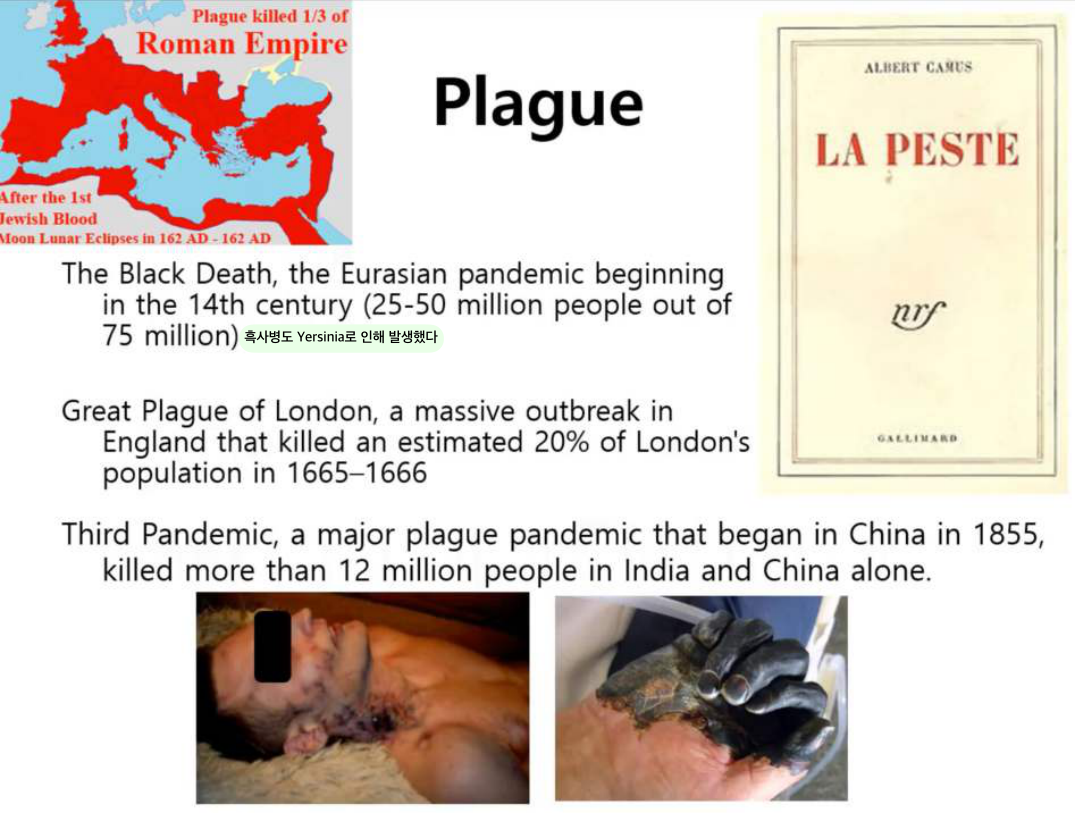 Plague killed 1/3 of
Roman Empire
After the 1st
Jewish Blood
Moon Lunar Eclipses in 162 AD - 162 AD
Plague
ALBERT CAMUS
LA PESTE
nrf
GALLIMARD
The Black Death, the Eurasian pandemic beginning
in the 14th century (25-50 million people out of
75 million) 흑사병도 Yersinia로 인해 발생했다
Great Plague of London, a massive outbreak in
England that killed an estimated 20% of London's
population in 1665–1666
Third Pandemic, a major plague pandemic that began in China in 1855,
killed more than 12 million people in India and China alone.